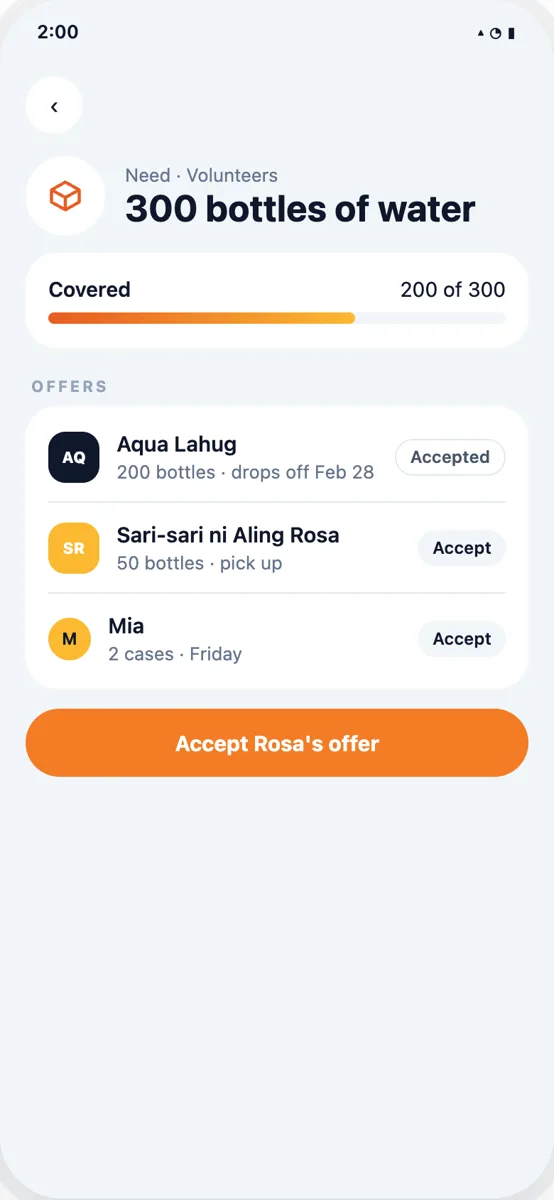 2:00
‹
Need · Volunteers
300 bottles of water
Covered
200 of 300
OFFERS
AQ
Aqua Lahug
200 bottles · drops off Feb 28
Accepted
SR
Sari-sari ni Aling Rosa
50 bottles · pick up
Accept
M
Mia
2 cases · Friday
Accept
Accept Rosa's offer